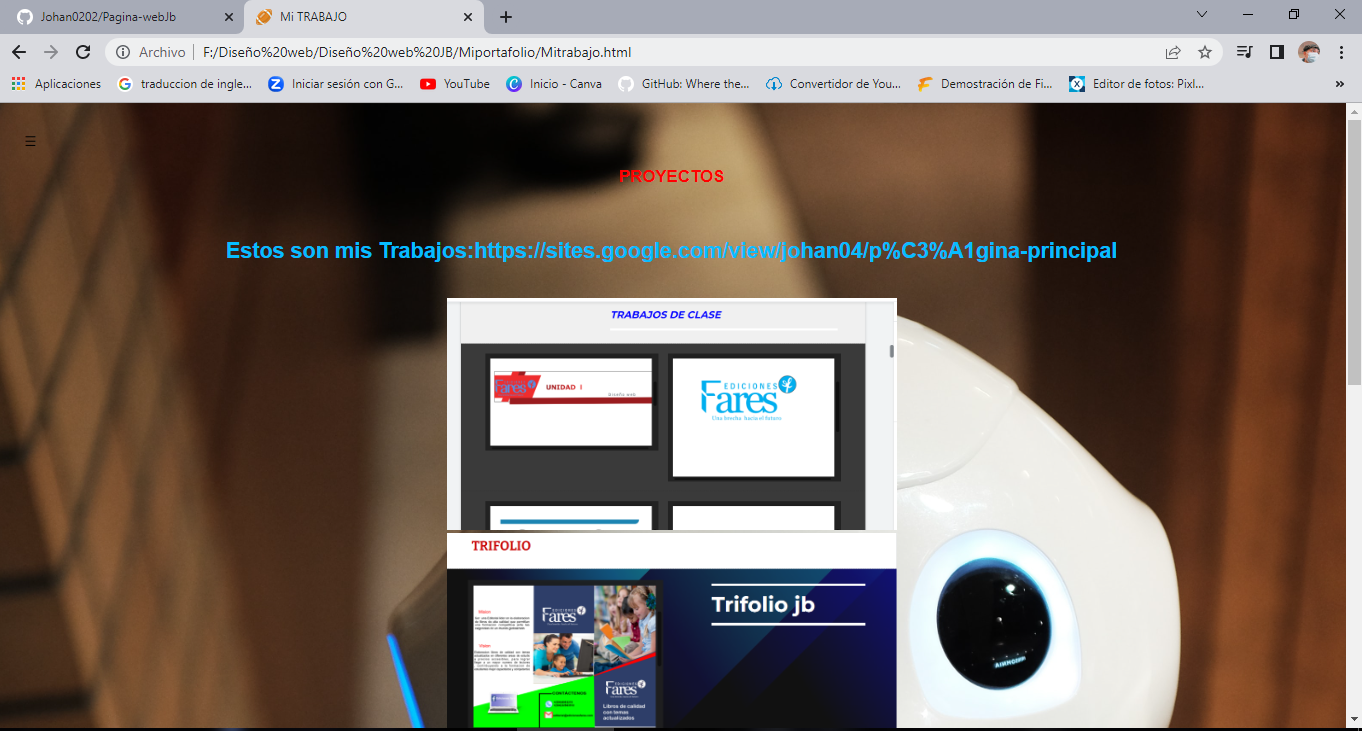 Johan0202/Pagina-webJb
Mi TRABAJO
Archivo F:/Diseño%20web/Diseño%20web%20JB/Miportafolio/Mitrabajo.html
Aplicaciones traduccion de ingle... Iniciar sesión con G... YouTube Inicio - Canva GitHub: Where the... Convertidor de You... Demostración de Fi... Editor de fotos: Pixl... »
PROYECTOS
Estos son mis Trabajos:https://sites.google.com/view/johan04/p%C3%A1gina-principal
TRABAJOS DE CLASE
Fares UNIDAD I
diseño web
EDICIONES
Fares
Una brecha hacia el futuro
TRIFOLIO
Trifolio jb
EDICIONES
Fares
CONTACTENOS
EDICIONES
Fares
Libros de calidad
con temas
actualizados